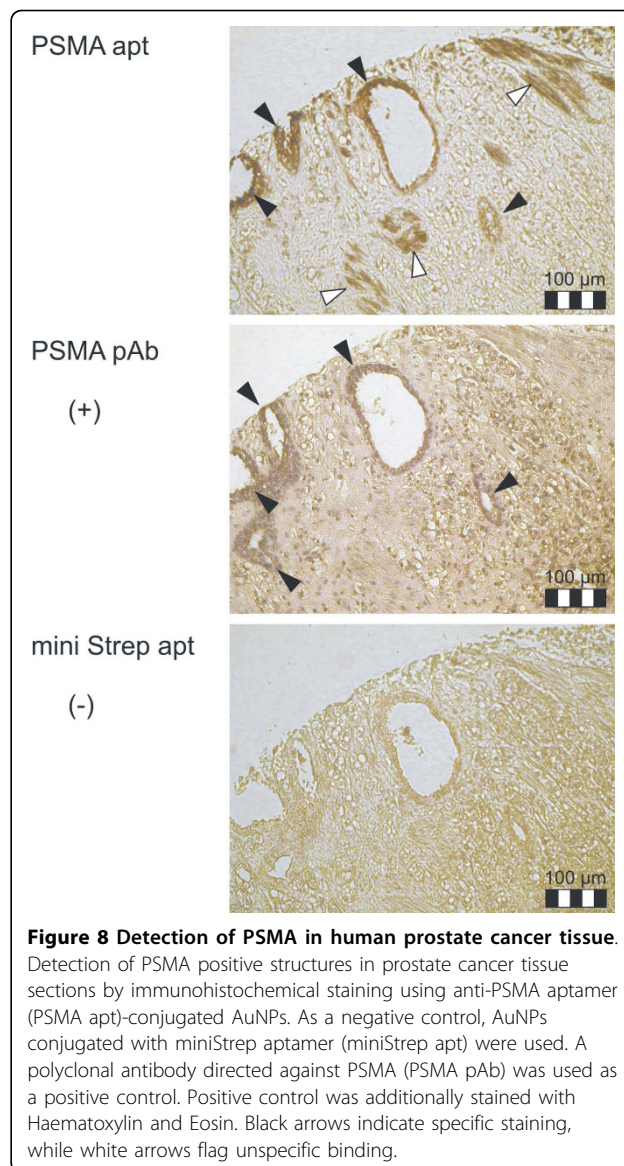 PSMA apt
100 µm
PSMA pAb
(+)
100 µm
mini Strep apt
(-)
100 µm
Figure 8 Detection of PSMA in human prostate cancer tissue.
Detection of PSMA positive structures in prostate cancer tissue
sections by immunohistochemical staining using anti-PSMA aptamer
(PSMA apt)-conjugated AuNPs. As a negative control, AuNPs
conjugated with miniStrep aptamer (miniStrep apt) were used. A
polyclonal antibody directed against PSMA (PSMA pAb) was used as
a positive control. Positive control was additionally stained with
Haematoxylin and Eosin. Black arrows indicate specific staining,
while white arrows flag unspecific binding.